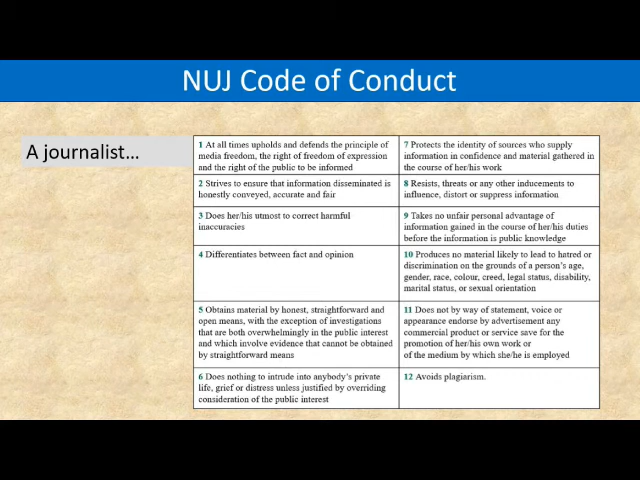 NUJ Code of Conduct
A journalist...
1 At all times upholds and defends the principle of
media freedom, the right of freedom of expression
and the right of the public to be informed
2 Strives to ensure that information disseminated is
honestly conveyed, accurate and fair
3 Does her/his utmost to correct harmful
inaccuracies
4 Differentiates between fact and opinion
5 Obtains material by honest, straightforward and
open means, with the exception of investigations
that are both overwhelmingly in the public interest
and which involve evidence that cannot be obtained
by straightforward means
6 Does nothing to intrude into anybody's private
life, grief or distress unless justified by overriding
consideration of the public interest
7 Protects the identity of sources who supply
information in confidence and material gathered in
the course of her/his work
8 Resists, threats or any other inducements to
influence, distort or suppress information
9 Takes no unfair personal advantage of
information gained in the course of her/his duties
before the information is public knowledge
10 Produces no material likely to lead to hatred or
discrimination on the grounds of a person's age,
gender, race, colour, creed, legal status, disability,
marital status, or sexual orientation
11 Does not by way of statement, voice or
appearance endorse by advertisement any
commercial product or service save for the
promotion of her/his own work or
of the medium by which she/he is employed
12 Avoids plagiarism.